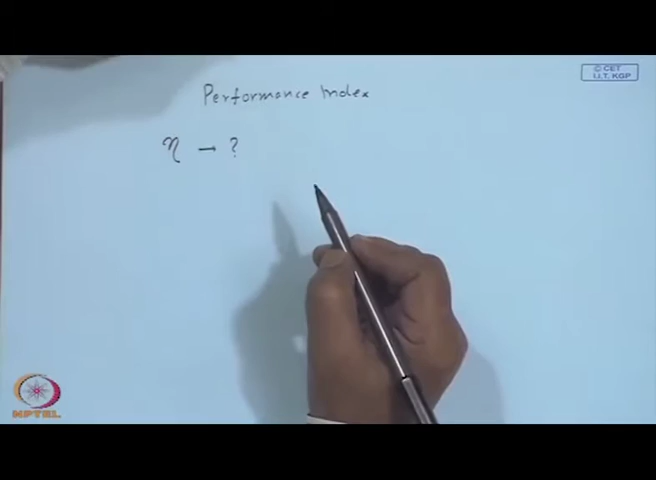 © CET
I.I.T. KGP
Performance Index
η → ?
NPTEL